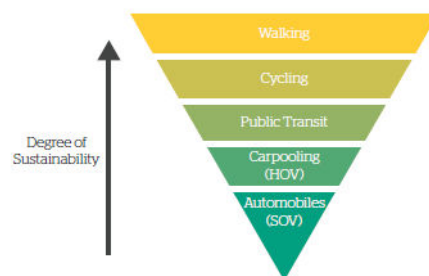 Walking
Cycling
Public Transit
Degree of
Sustainability
Carpooling
(HOV)
Automobiles
(SOV)